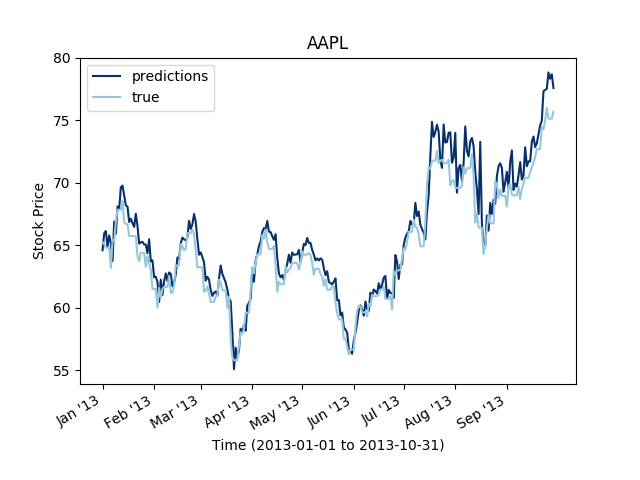 AAPL
predictions
true
Stock Price
80
75
70
65
60
55
Jan '13
Feb '13
Mar '13
Apr '13
May '13
Jun '13
Jul '13
Aug '13
Sep '13
Time (2013-01-01 to 2013-10-31)